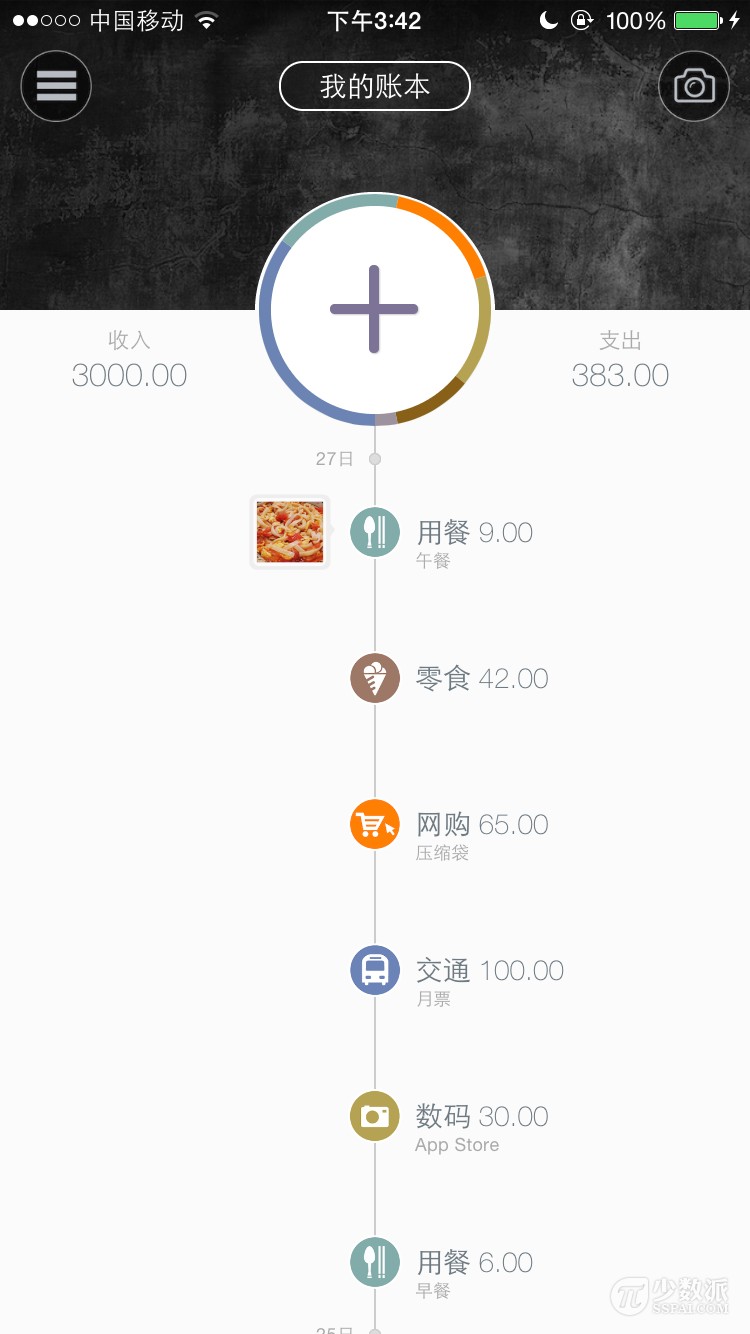 中国移动 下午3:42 100%
我的账本
收入 支出
3000.00 383.00
27日
用餐 9.00
午餐
零食 42.00
网购 65.00
压缩袋
交通 100.00
月票
数码 30.00
App Store
用餐 6.00
早餐
25日
少数派
SSPAI.COM